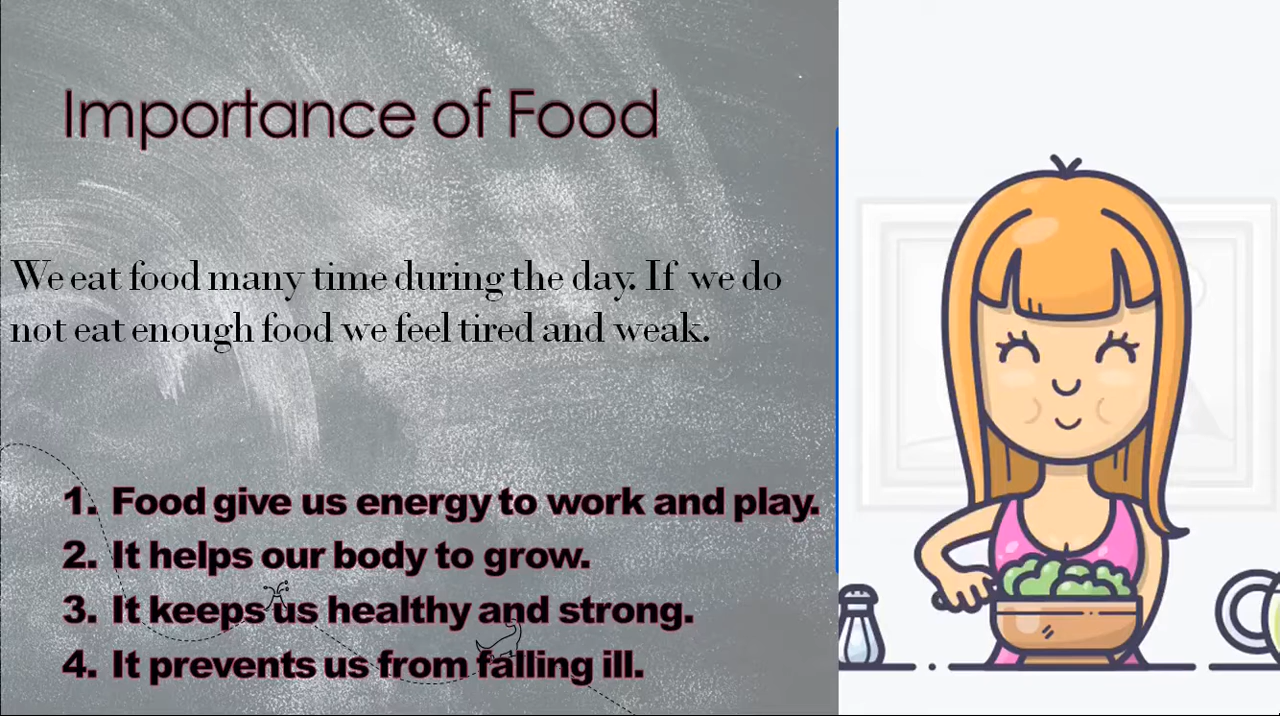 Importance of Food
We eat food many time during the day. If we do
not eat enough food we feel tired and weak.
1. Food give us energy to work and play.
2. It helps our body to grow.
3. It keeps us healthy and strong.
4. It prevents us from falling ill.